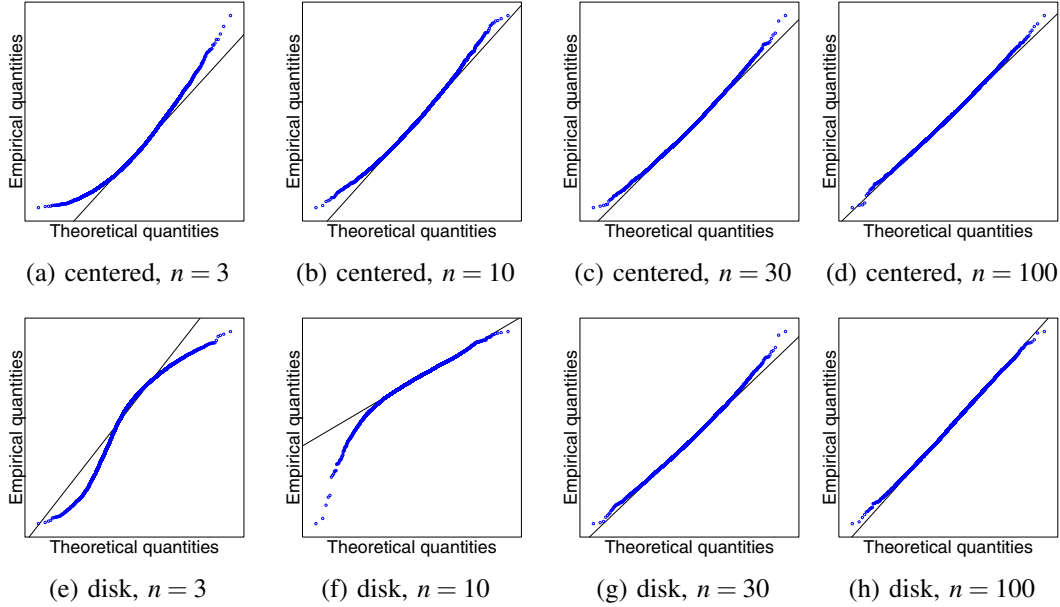 Empirical quantities
Theoretical quantities
(a) centered, n = 3
Empirical quantities
Theoretical quantities
(b) centered, n = 10
Empirical quantities
Theoretical quantities
(c) centered, n = 30
Empirical quantities
Theoretical quantities
(d) centered, n = 100
Empirical quantities
Theoretical quantities
(e) disk, n = 3
Empirical quantities
Theoretical quantities
(f) disk, n = 10
Empirical quantities
Theoretical quantities
(g) disk, n = 30
Empirical quantities
Theoretical quantities
(h) disk, n = 100